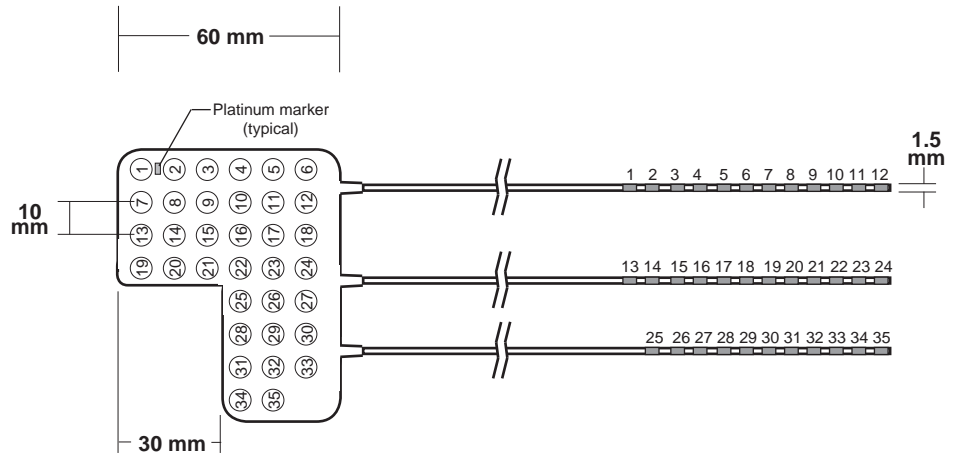 60 mm
Platinum marker
(typical)
1.5
mm
1 2 3 4 5 6
1 2 3 4 5 6 7 8 9 10 11 12
7 8 9 10 11 12
10
mm
13 14 15 16 17 18
19 20 21 22 23 24
13 14 15 16 17 18 19 20 21 22 23 24
25 26 27
28 29 30
25 26 27 28 29 30 31 32 33 34 35
31 32 33
34 35
30 mm